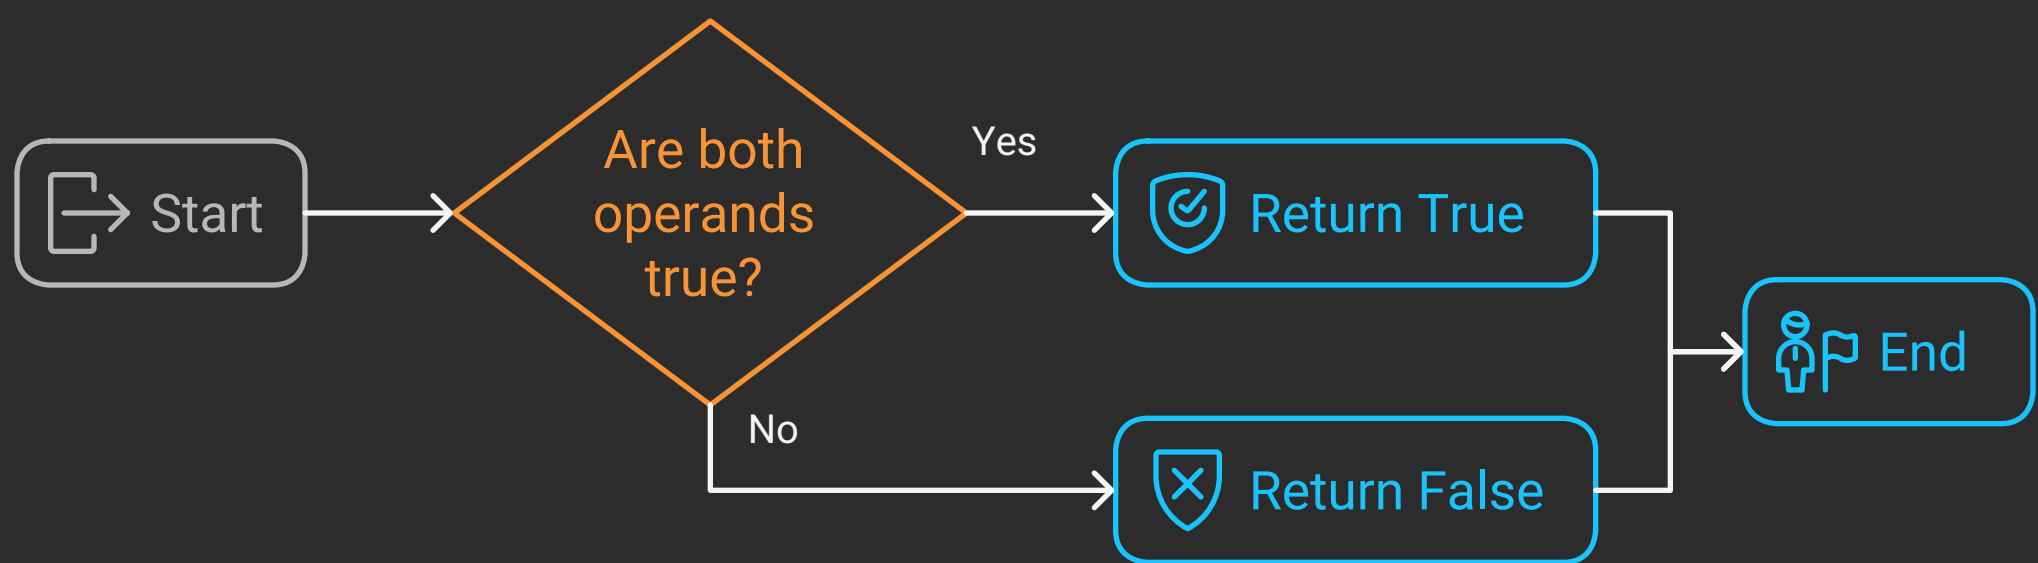 Start
Are both
operands
true?
Yes
Return True
No
Return False
End